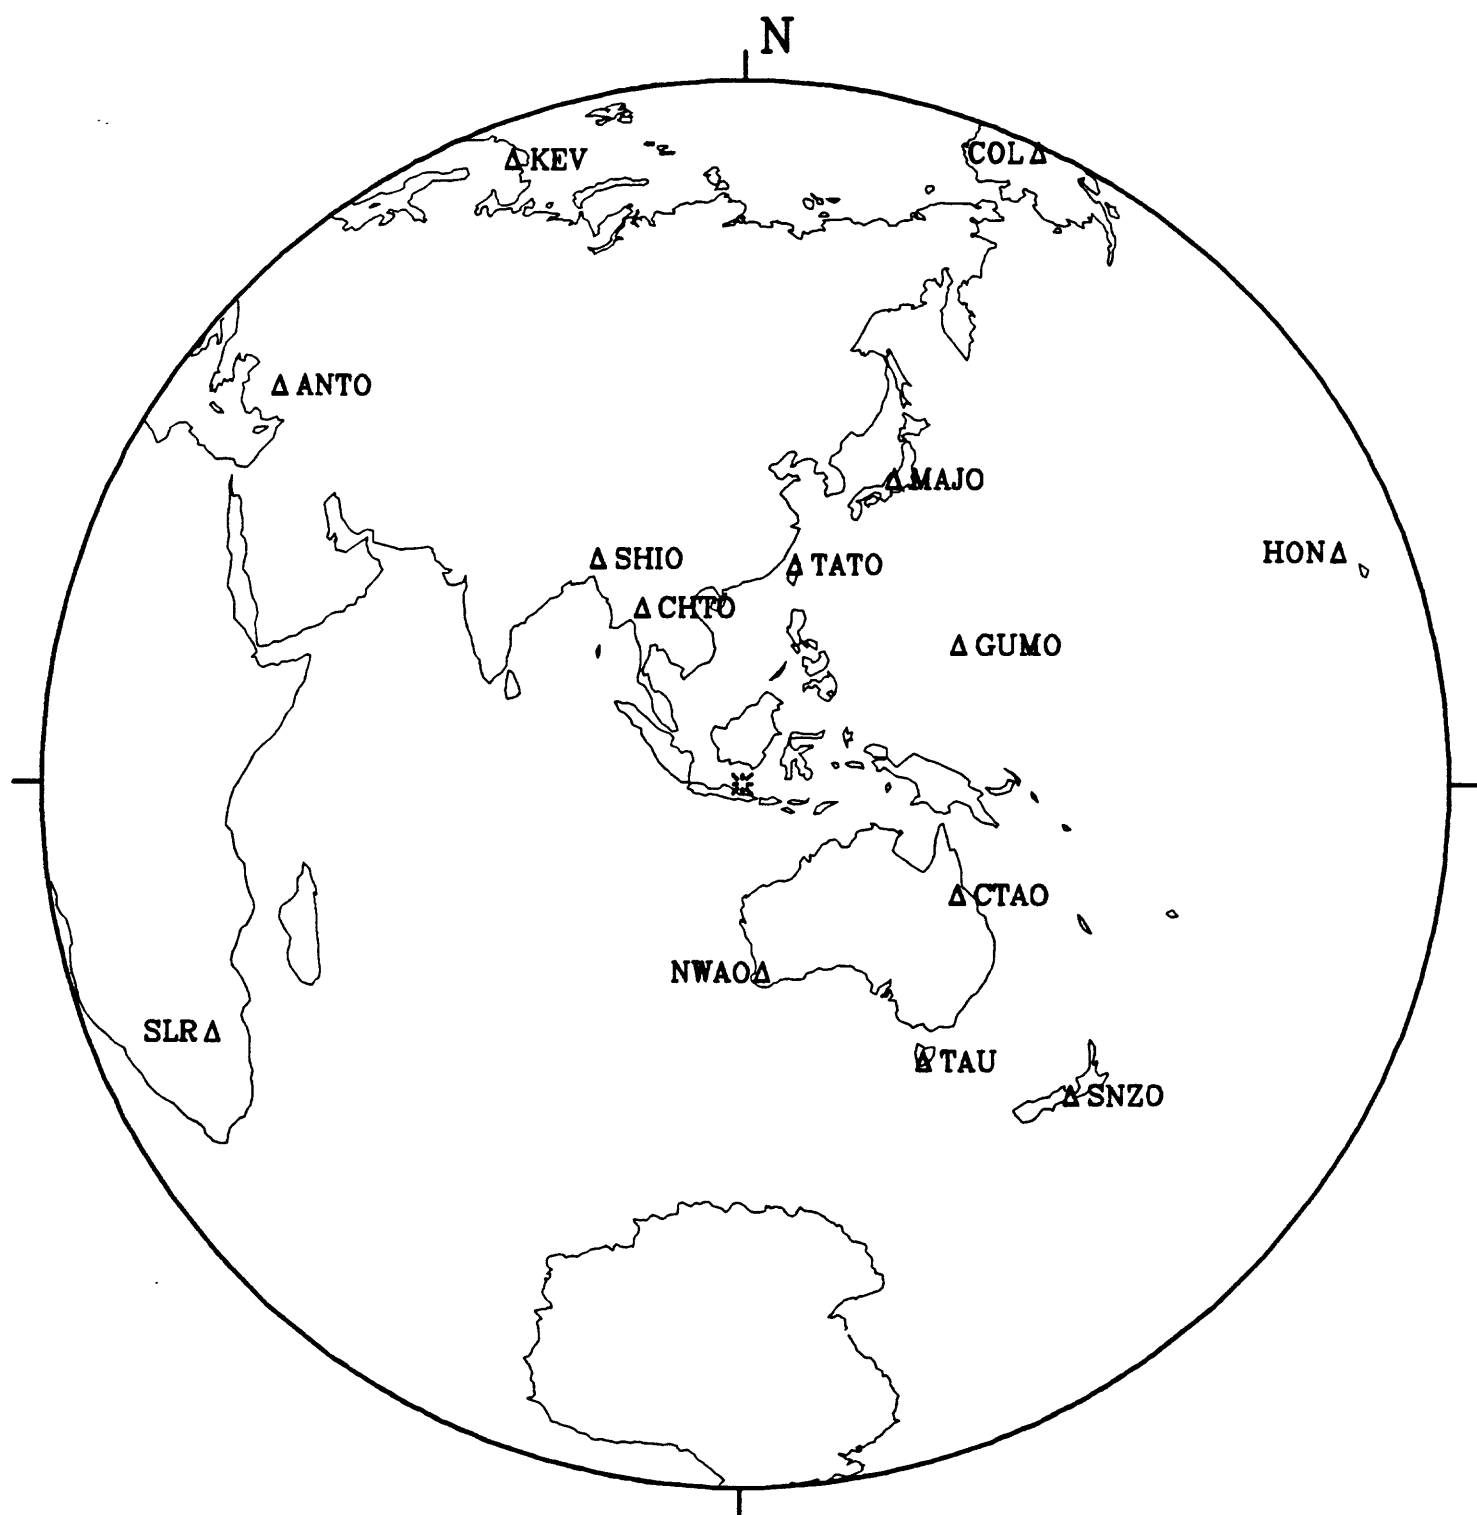 N
KEV
COL
ANTO
MAJO
HON
SHIO
TATO
CHTO
GUMO
CTAO
NWAO
SLR
TAU
SNZO